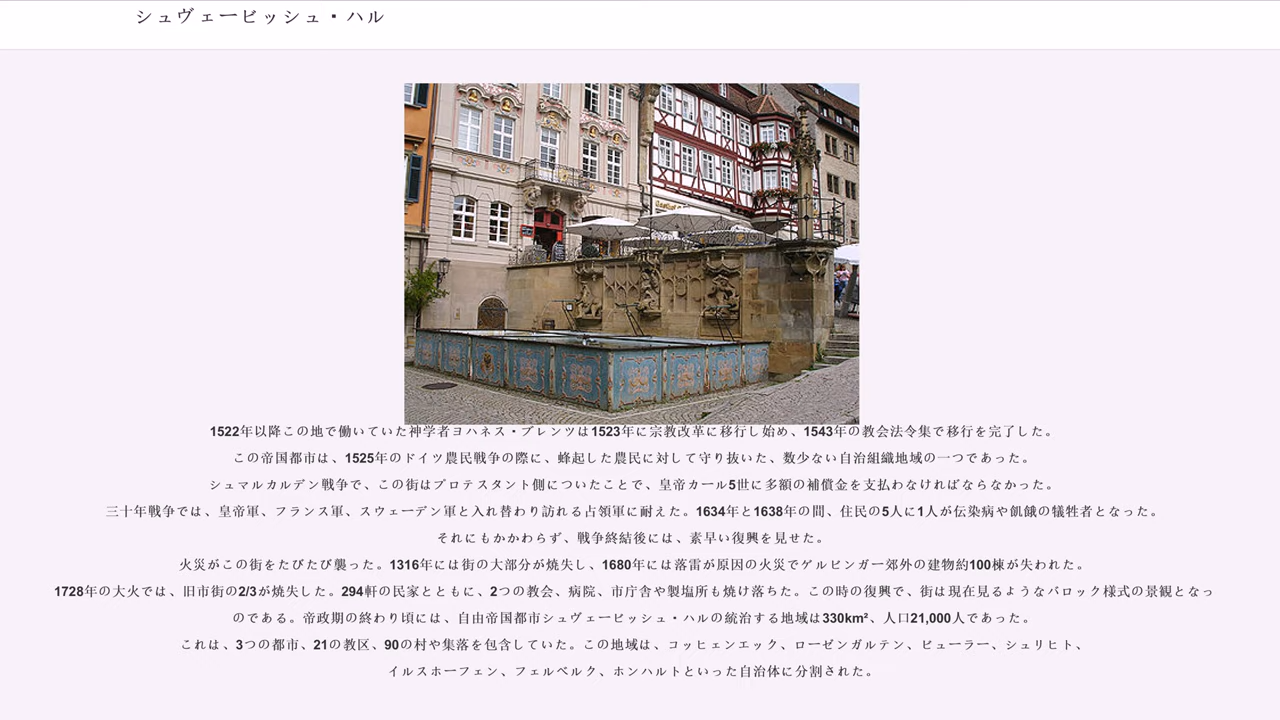 シュヴェービッシュ・ハル
1522年以降この地で働いていた神学者ヨハネス・ブレンツは1523年に宗教改革に移行し始め、1543年の教会法令集で移行を完了した。
この帝国都市は、1525年のドイツ農民戦争の際に、蜂起した農民に対して守り抜いた、数少ない自治組織地域の一つであった。
シュマルカルデン戦争で、この街はプロテスタント側についたことで、皇帝カール5世に多額の補償金を支払わなければならなかった。
三十年戦争では、皇帝軍、フランス軍、スウェーデン軍と入れ替わり訪れる占領軍に耐えた。1634年と1638年の間、住民の5人に1人が伝染病や飢餓の犠牲者となった。
それにもかかわらず、戦争終結後には、素早い復興を見せた。
火災がこの街をたびたび襲った。1316年には街の大部分が焼失し、1680年には落雷が原因の火災でゲルビンガー郊外の建物約100棟が失われた。
1728年の大火では、旧市街の2/3が焼失した。294軒の民家とともに、2つの教会、病院、市庁舎や製塩所も焼け落ちた。この時の復興で、街は現在見るようなバロック様式の景観となっ
のである。帝政期の終わり頃には、自由帝国都市シュヴェービッシュ・ハルの統治する地域は330km²、人口21,000人であった。
これは、3つの都市、21の教区、90の村や集落を包含していた。この地域は、コッヒェンエック、ローゼンガルテン、ビューラー、シュリヒト、
イルスホーフェン、フェルベルク、ホンハルトといった自治体に分割された。